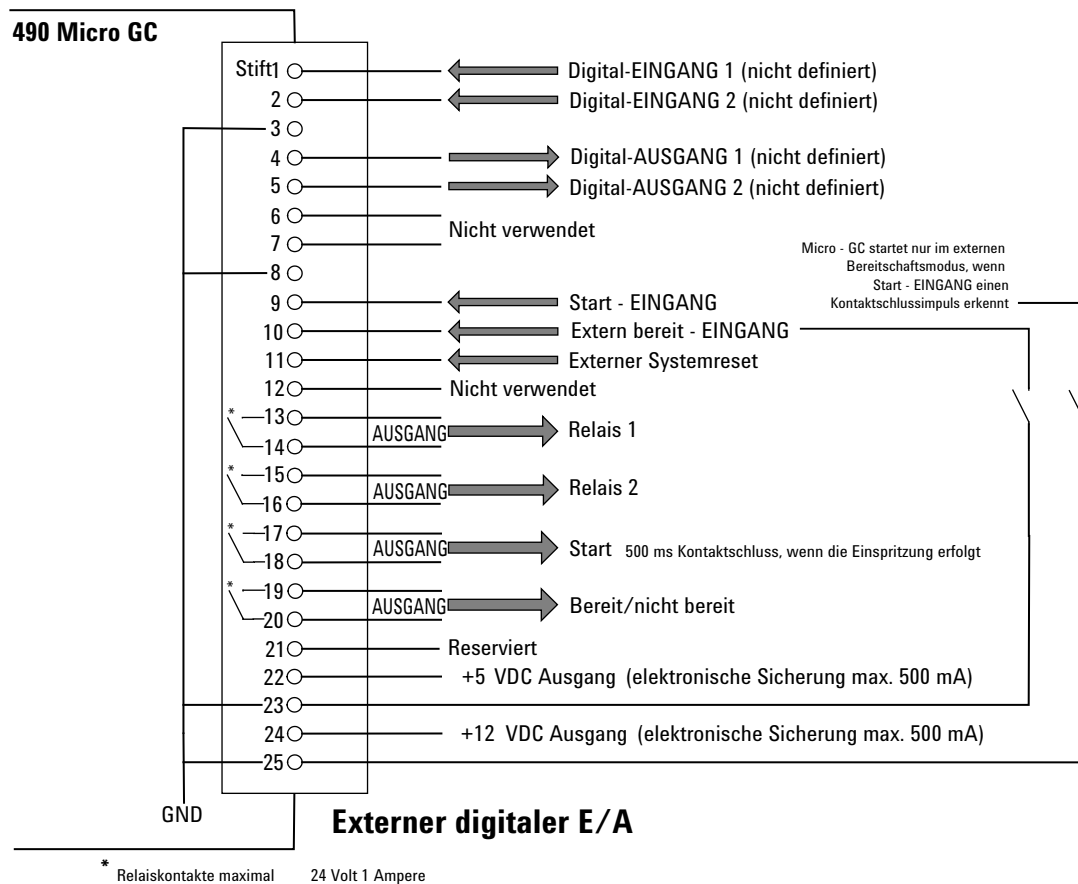 490 Micro GC
Stift1 Digital-EINGANG 1 (nicht definiert)
2 Digital-EINGANG 2 (nicht definiert)
3
4 Digital-AUSGANG 1 (nicht definiert)
5 Digital-AUSGANG 2 (nicht definiert)
6
Nicht verwendet
7
8
Micro - GC startet nur im externen
Bereitschaftsmodus, wenn
Start - EINGANG einen
Kontaktschlussimpuls erkennt
9 Start - EINGANG
10 Extern bereit - EINGANG
11 Externer Systemreset
12 Nicht verwendet
* 13
AUSGANG Relais 1
14
* 15
AUSGANG Relais 2
16
* 17
AUSGANG Start 500 ms Kontaktschluss, wenn die Einspritzung erfolgt
18
* 19
AUSGANG Bereit/nicht bereit
20
21 Reserviert
22 +5 VDC Ausgang (elektronische Sicherung max. 500 mA)
23
24 +12 VDC Ausgang (elektronische Sicherung max. 500 mA)
25
GND
Externer digitaler E/A
* Relaiskontakte maximal 24 Volt 1 Ampere